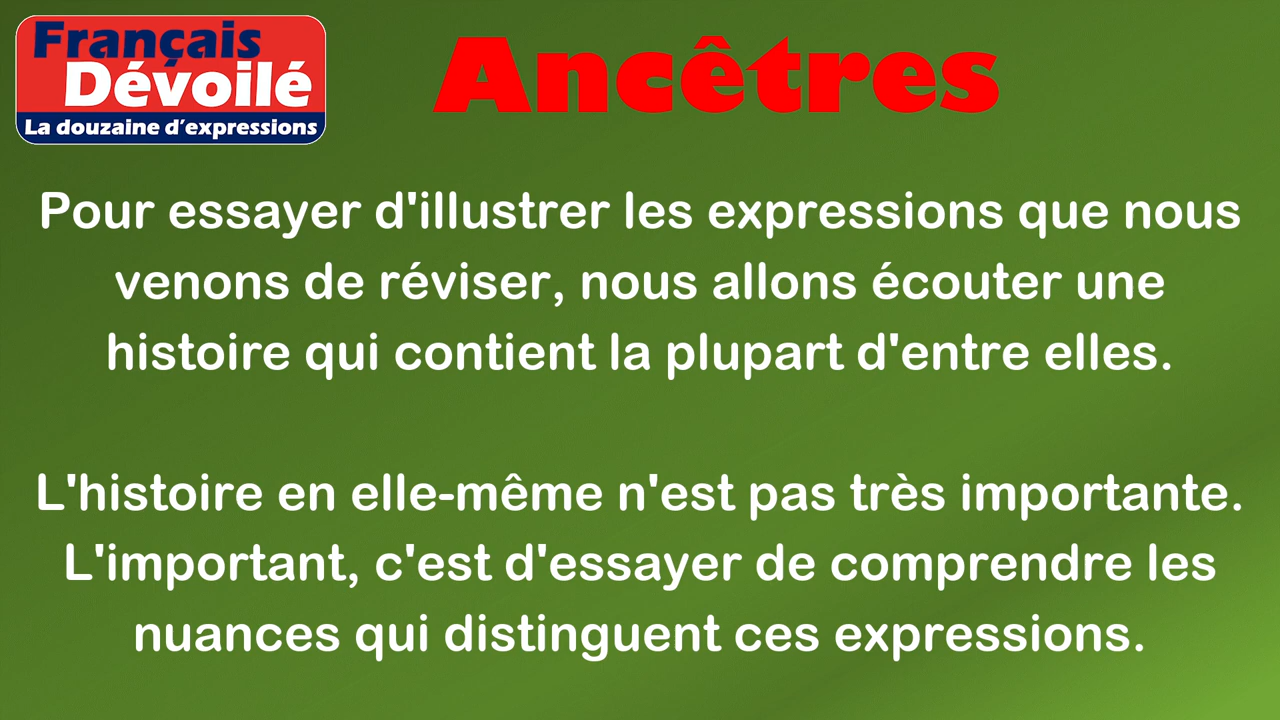 Français
Dévoilé
La douzaine d'expressions
Ancêtres
Pour essayer d'illustrer les expressions que nous
venons de réviser, nous allons écouter une
histoire qui contient la plupart d'entre elles.
L'histoire en elle-même n'est pas très importante.
L'important, c'est d'essayer de comprendre les
nuances qui distinguent ces expressions.